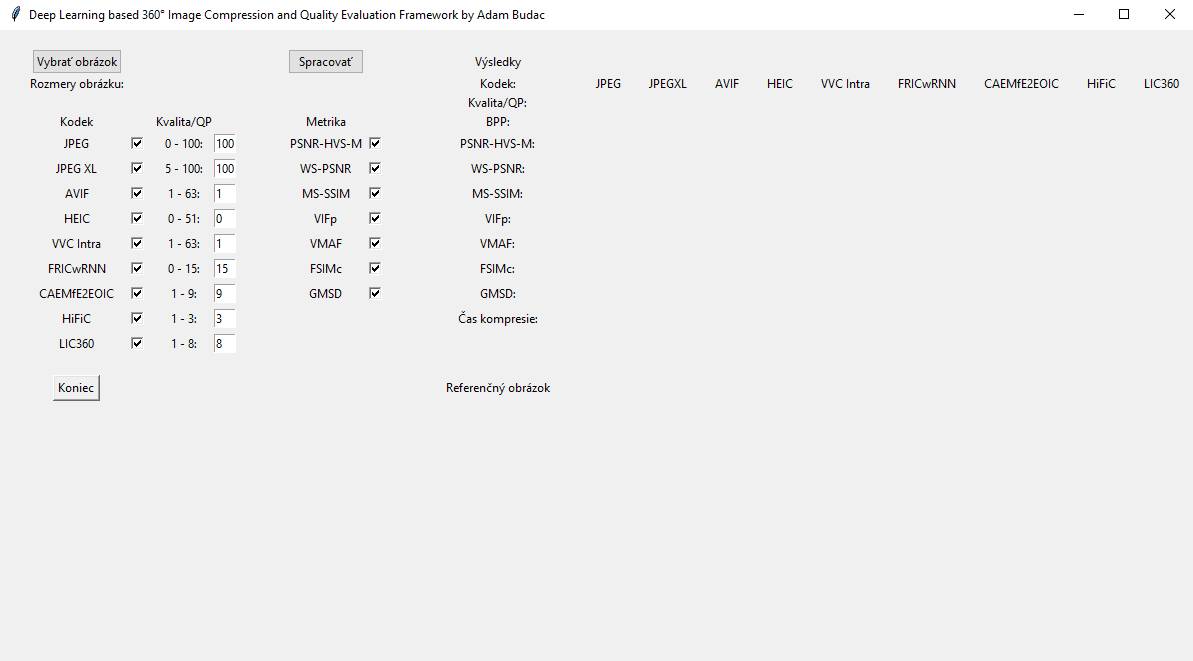 Deep Learning based 360° Image Compression and Quality Evaluation Framework by Adam Budac
Vybrať obrázok Spracovať Výsledky
Rozmery obrázku: Kodek: JPEG JPEGXL AVIF HEIC VVC Intra FRICwRNN CAEMfE2EOIC HiFiC LIC360
Kvalita/QP:
Kodek Kvalita/QP Metrika BPP:
JPEG 0 - 100: 100 PSNR-HVS-M PSNR-HVS-M:
JPEG XL 5 - 100: 100 WS-PSNR WS-PSNR:
AVIF 1 - 63: 1 MS-SSIM MS-SSIM:
HEIC 0 - 51: 0 VIFp VIFp:
VVC Intra 1 - 63: 1 VMAF VMAF:
FRICwRNN 0 - 15: 15 FSIMc FSIMc:
CAEMfE2EOIC 1 - 9: 9 GMSD GMSD:
HiFiC 1 - 3: 3 Čas kompresie:
LIC360 1 - 8: 8
Koniec Referenčný obrázok